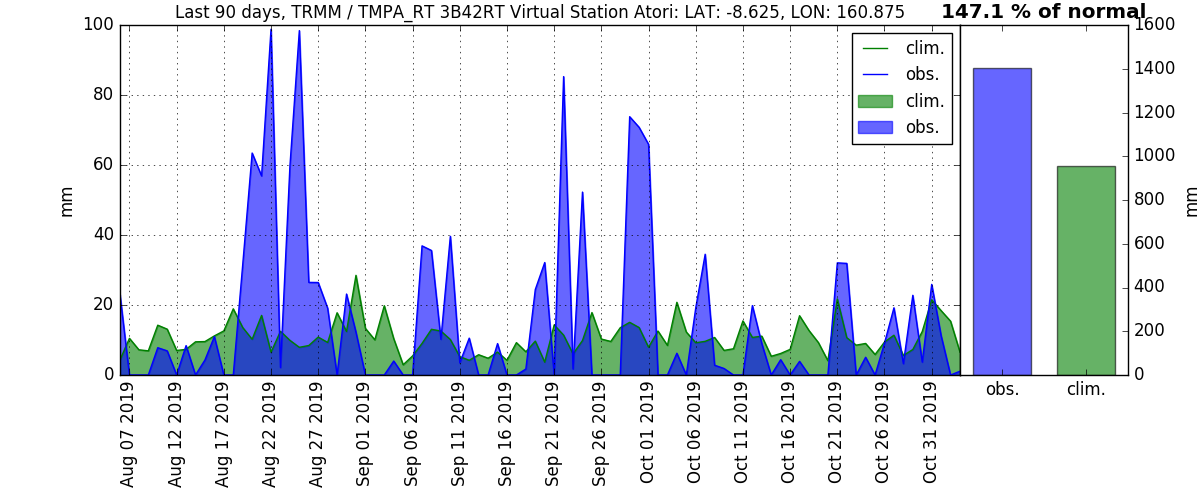 Last 90 days, TRMM / TMPA_RT 3B42RT Virtual Station Atori: LAT: -8.625, LON: 160.875
147.1 % of normal
mm
100
80
60
40
20
0
clim.
obs.
clim.
obs.
1600
1400
1200
1000
800
600
400
200
0
mm
Aug 07 2019
Aug 12 2019
Aug 17 2019
Aug 22 2019
Aug 27 2019
Sep 01 2019
Sep 06 2019
Sep 11 2019
Sep 16 2019
Sep 21 2019
Sep 26 2019
Oct 01 2019
Oct 06 2019
Oct 11 2019
Oct 16 2019
Oct 21 2019
Oct 26 2019
Oct 31 2019
obs.
clim.